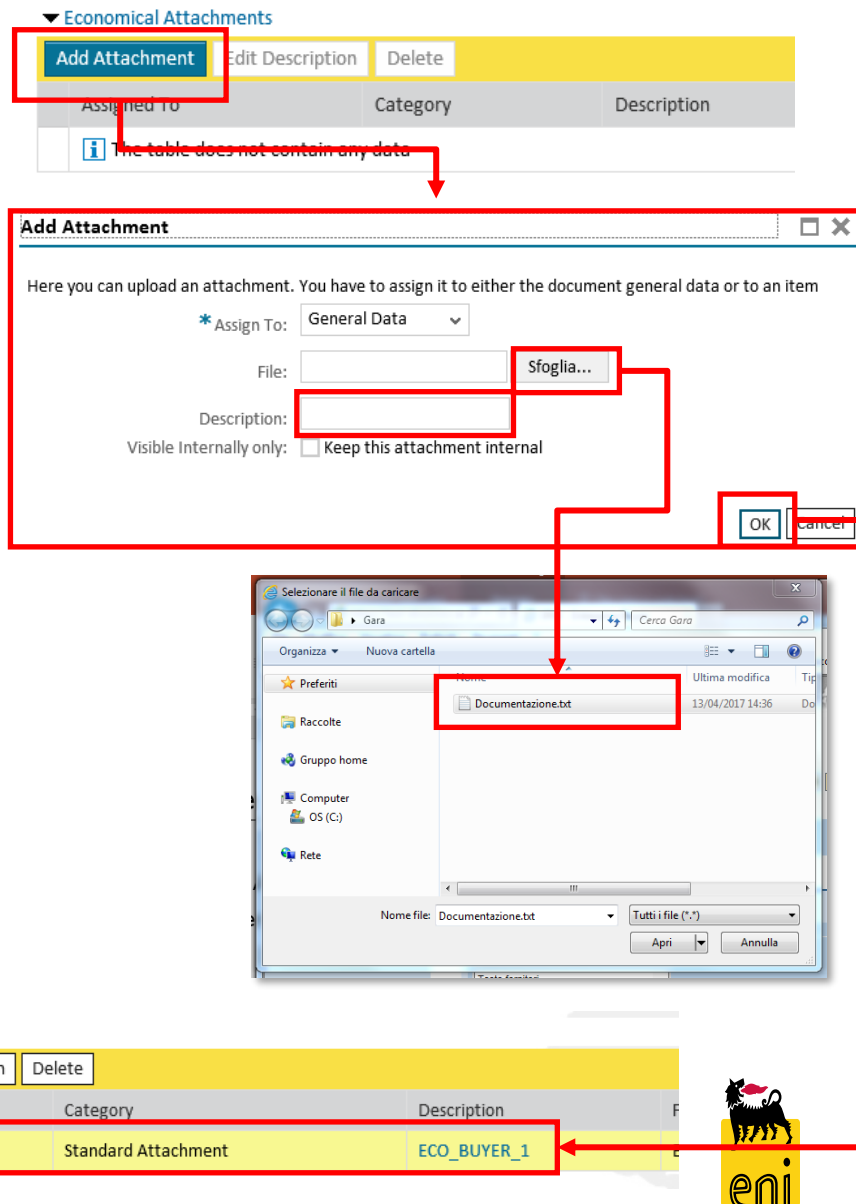 Economical Attachments
Add Attachment Edit Description Delete
Assigned To Category Description
The table does not contain any data
Add Attachment
Here you can upload an attachment. You have to assign it to either the document general data or to an item
* Assign To: General Data
File: Sfoglia...
Description:
Visible Internally only: Keep this attachment internal
OK Cancel
Selezionare il file da caricare
Gara Cerca Gara
Organizza Nuova cartella
Preferiti Nome Ultima modifica Tip
Documentazione.txt 13/04/2017 14:36 Do
Raccolte
Gruppo home
Computer
OS (C:)
Rete
Nome file: Documentazione.txt Tutti i file (*.*)
Apri Annulla
Delete
Category Description F
Standard Attachment ECO_BUYER_1
eni